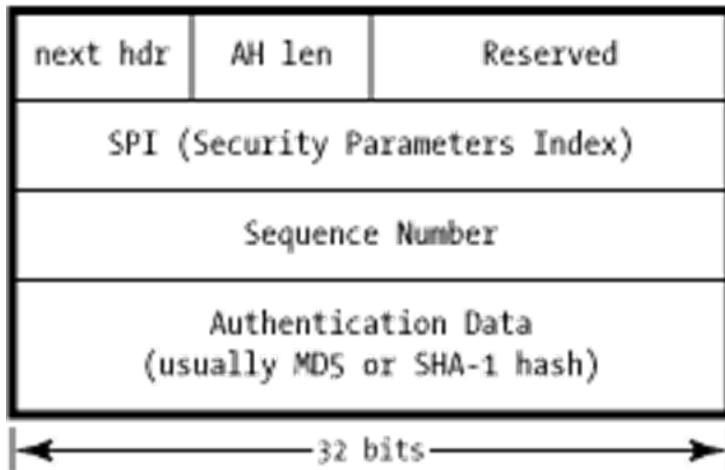 next hdr AH len Reserved
SPI (Security Parameters Index)
Sequence Number
Authentication Data
(usually MD5 or SHA-1 hash)
32 bits